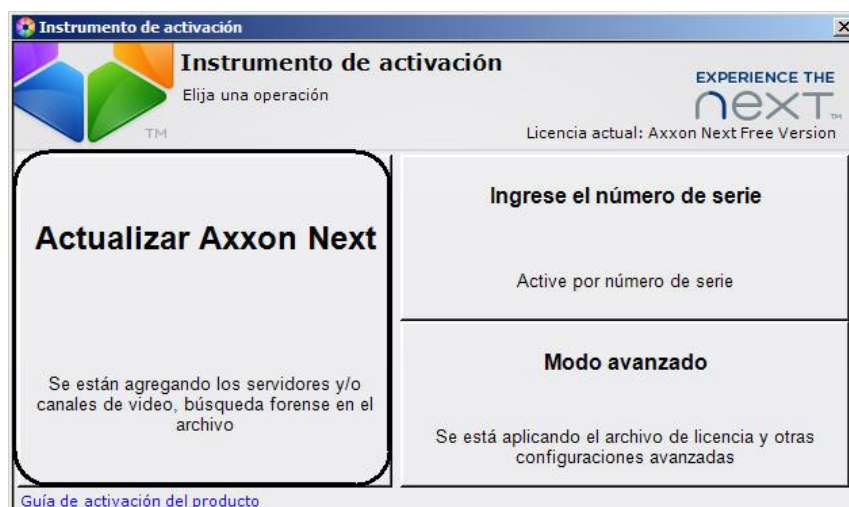 Instrumento de activación
Instrumento de activación
Elija una operación
EXPERIENCE THE
next™
Licencia actual: Axxon Next Free Version
TM
Actualizar Axxon Next
Se están agregando los servidores y/o
canales de video, búsqueda forense en el
archivo
Ingrese el número de serie
Active por número de serie
Modo avanzado
Se está aplicando el archivo de licencia y otras
configuraciones avanzadas
Guía de activación del producto